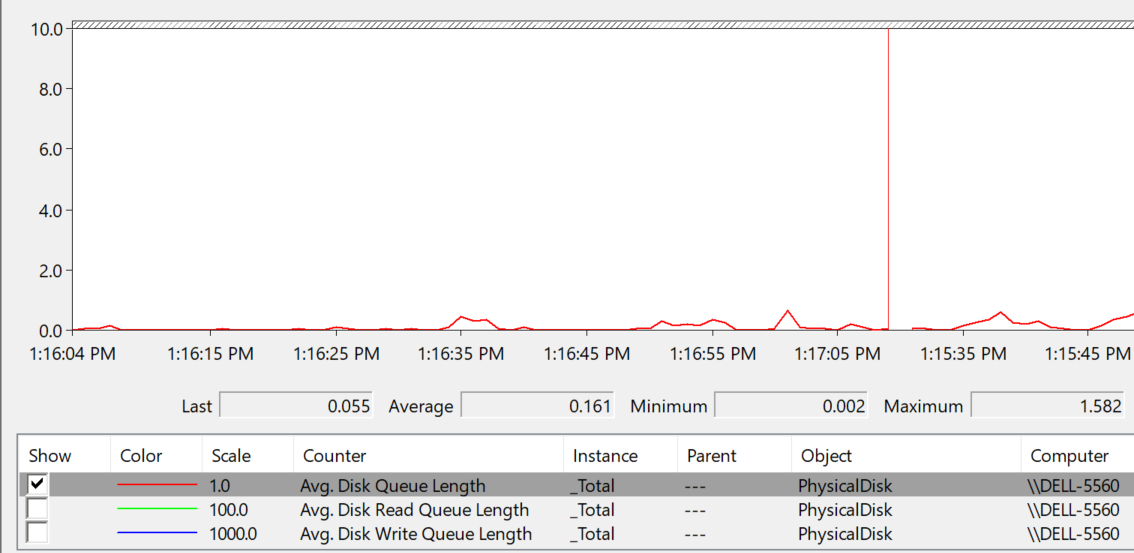 10.0
8.0
6.0
4.0
2.0
0.0
1:16:04 PM 1:16:15 PM 1:16:25 PM 1:16:35 PM 1:16:45 PM 1:16:55 PM 1:17:05 PM 1:15:35 PM 1:15:45 PM
Last 0.055 Average 0.161 Minimum 0.002 Maximum 1.582
Show Color Scale Counter Instance Parent Object Computer
1.0 Avg. Disk Queue Length _Total --- PhysicalDisk \\DELL-5560
100.0 Avg. Disk Read Queue Length _Total --- PhysicalDisk \\DELL-5560
1000.0 Avg. Disk Write Queue Length _Total --- PhysicalDisk \\DELL-5560